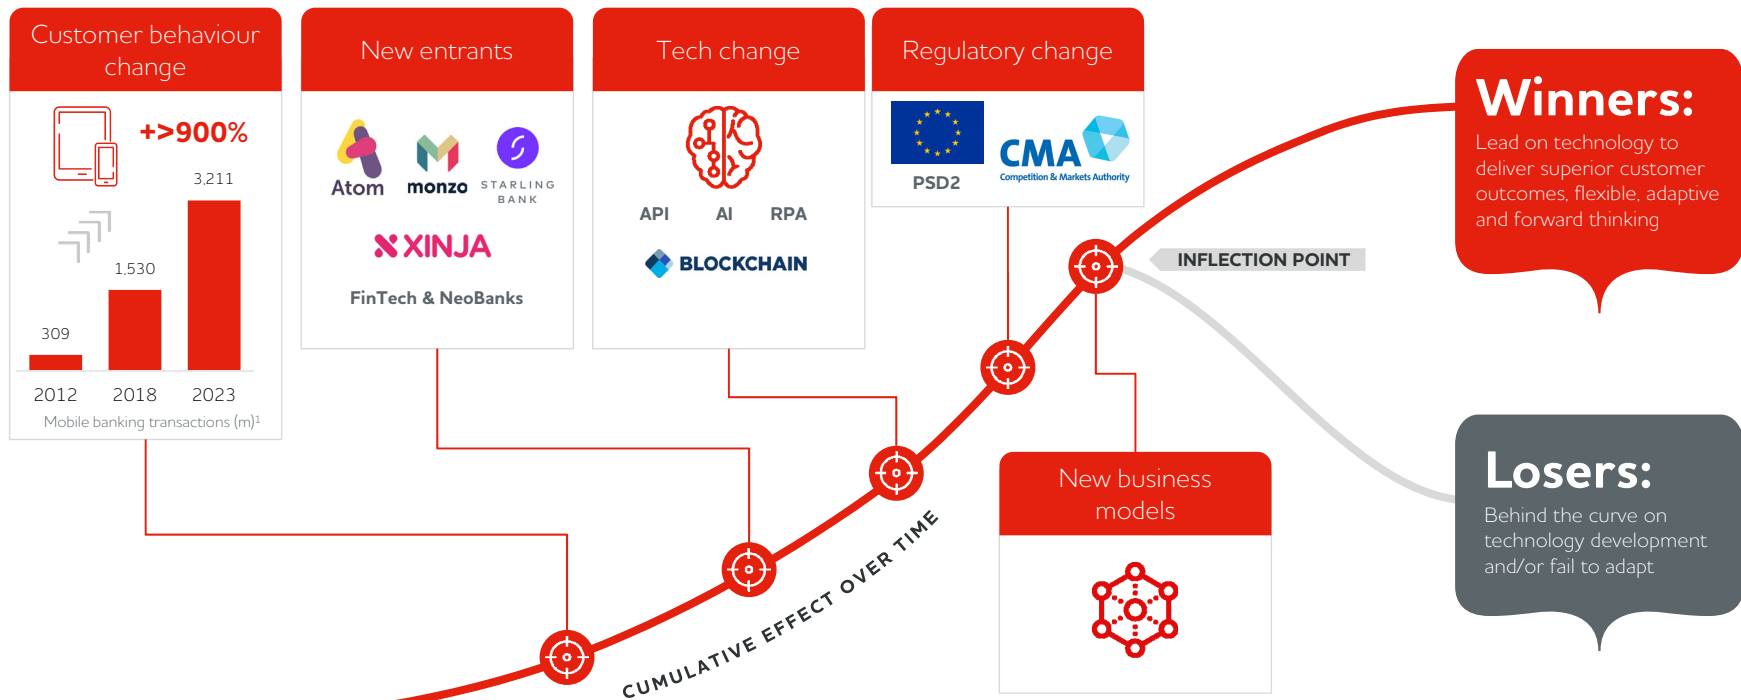 Customer behaviour
change
+>900%
3,211
1,530
309
2012 2018 2023
Mobile banking transactions (m)¹
New entrants
Atom
monzo
STARLING
BANK
XINJA
FinTech & NeoBanks
Tech change
API AI RPA
BLOCKCHAIN
Regulatory change
PSD2
CMA
Competition & Markets Authority
INFLECTION POINT
CUMULATIVE EFFECT OVER TIME
New business
models
Winners:
Lead on technology to
deliver superior customer
outcomes, flexible, adaptive
and forward thinking
Losers:
Behind the curve on
technology development
and/or fail to adapt